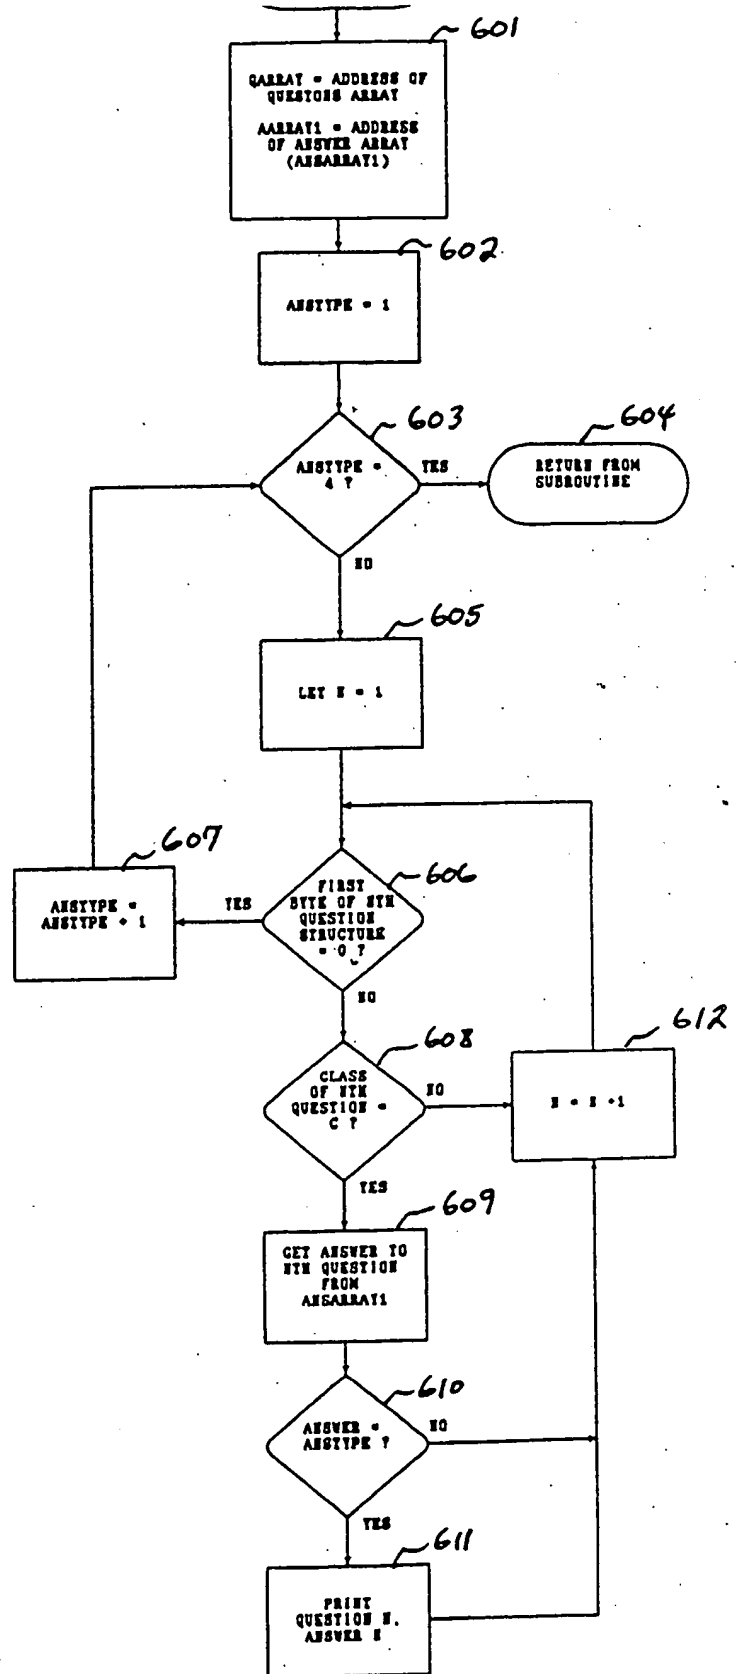 601
QARRAY = ADDRESS OF
QUESTONS ARRAY
AARRAY1 = ADDRESS
OF ANSWER ARRAY
(ANSARRAY1)
602
ANSTYPE = 1
603
ANSTYPE =
4 ?
YES
604
RETURN FROM
SUBROUTINE
NO
605
LET N = 1
607
ANSTYPE =
ANSTYPE + 1
YES
606
FIRST
BYTE OF NTH
QUESTION
STRUCTURE
= 0 ?
NO
608
CLASS
OF NTH
QUESTION =
C ?
NO
612
N = N +1
YES
609
GET ANSWER TO
NTH QUESTION
FROM
ANSARRAY1
610
ANSWER =
ANSTYPE ?
NO
YES
611
PRINT
QUESTION N,
ANSWER N